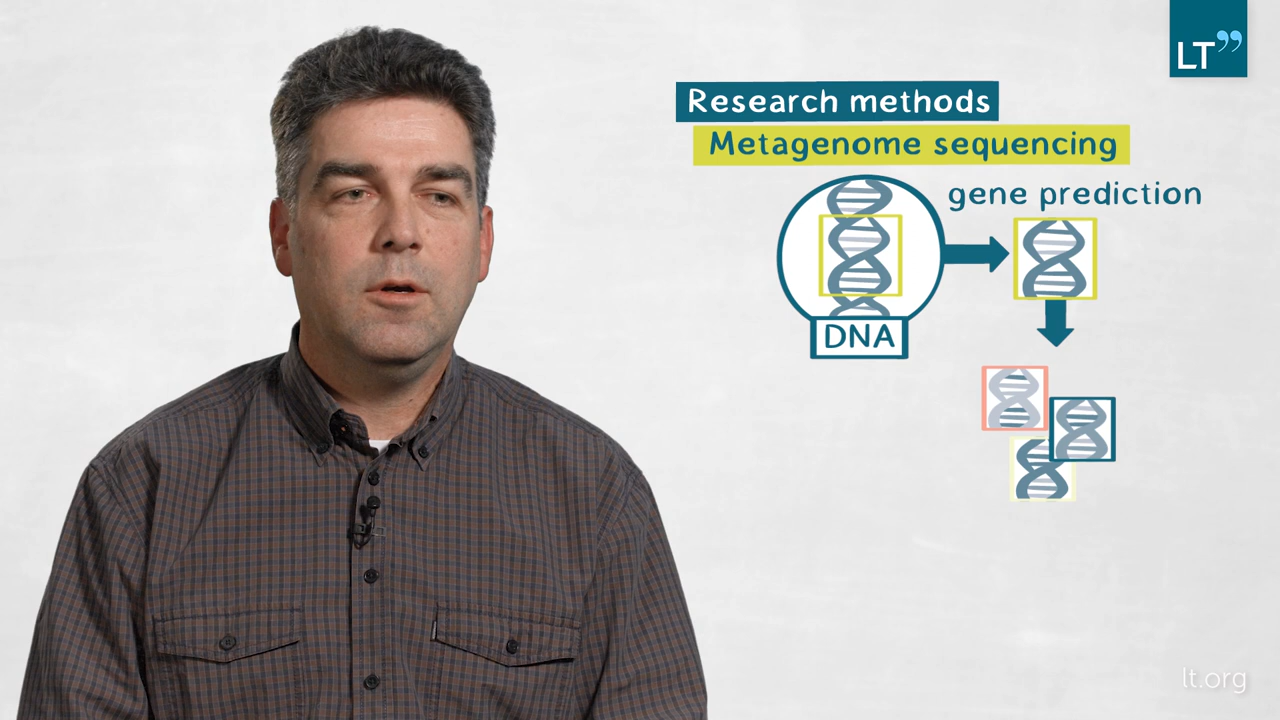 LT”
Research methods
Metagenome sequencing
gene prediction
DNA
lt.org